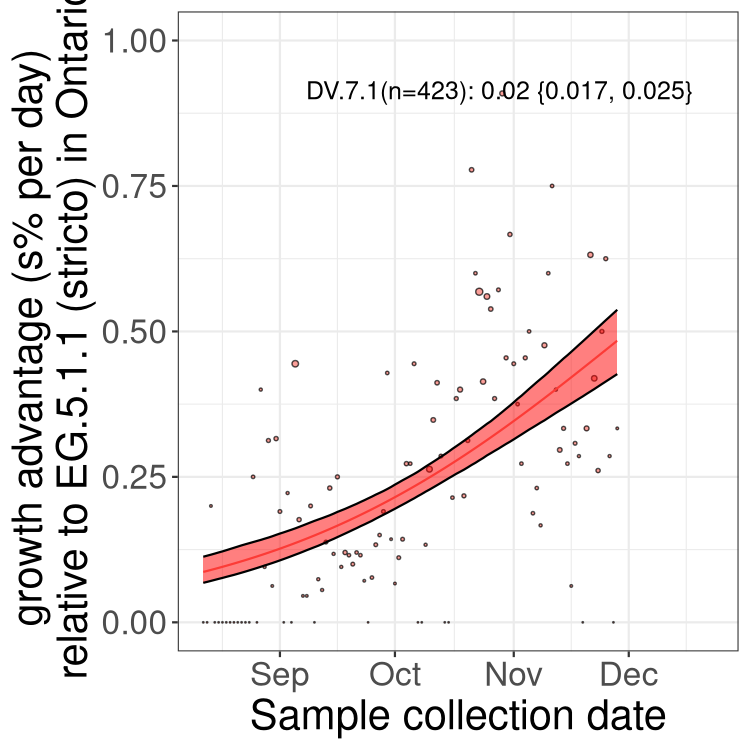 growth advantage (s% per day)
relative to EG.5.1.1 (stricto) in Ontario
1.00
0.75
0.50
0.25
0.00
DV.7.1(n=423): 0.02 {0.017, 0.025}
Sep Oct Nov Dec
Sample collection date